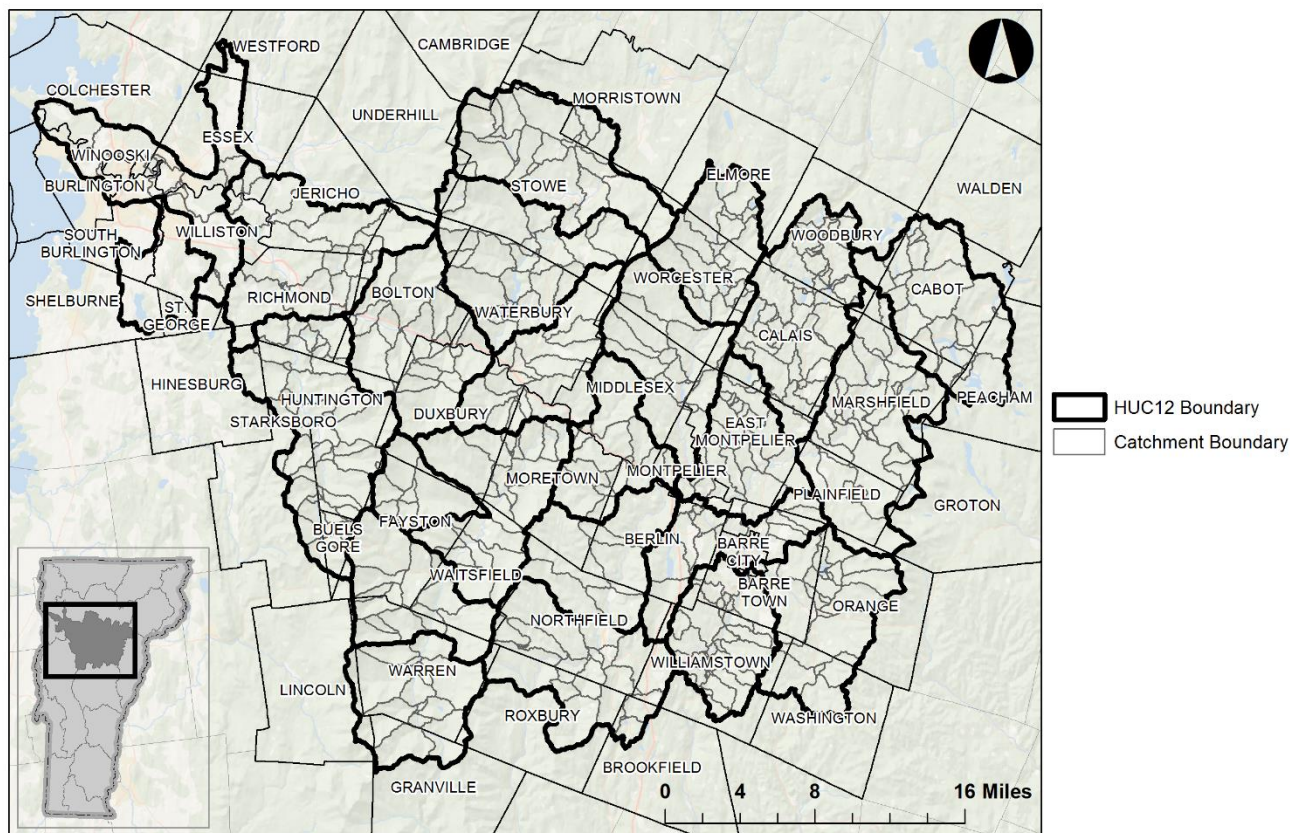 WESTFORD
CAMBRIDGE
COLCHESTER
MORRISTOWN
UNDERHILL
ESSEX
WINOOSKI
ELMORE
WALDEN
BURLINGTON
JERICHO
STOWE
SOUTH
BURLINGTON
WILLISTON
WOODBURY
WORCESTER
CABOT
SHELBURNE
RICHMOND
BOLTON
ST.
GEORGE
WATERBURY
CALAIS
HINESBURG
MIDDLESEX
PEACHAM
HUNTINGTON
MARSHFIELD
HUC12 Boundary
STARKSBORO
DUXBURY
EAST
MONTPELIER
Catchment Boundary
MORETOWN
MONTPELIER
PLAINFIELD
GROTON
BUELS
GORE
FAYSTON
BERLIN
BARRE
CITY
WAITSFIELD
BARRE
TOWN
ORANGE
NORTHFIELD
WARREN
WILLIAMSTOWN
LINCOLN
ROXBURY
WASHINGTON
BROOKFIELD
GRANVILLE
0 4 8 16 Miles